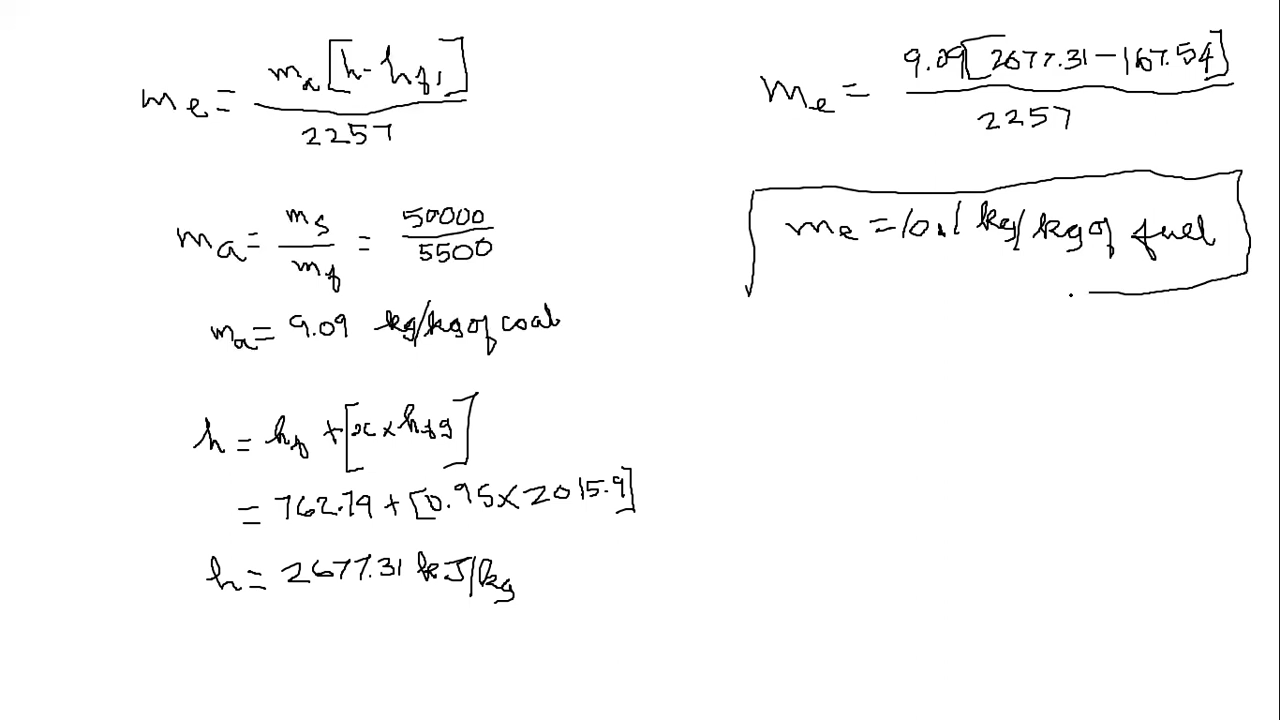 me = ma[h - hf1] / 2257
ma = ms / mf = 50000 / 5500
ma = 9.09 kg/kg of coal
h = hf + [x × hfg]
= 762.79 + [0.95 × 2015.9]
h = 2677.31 kJ/kg
me = 9.09[2677.31 - 167.54] / 2257
me = 10.1 kg/kg of fuel